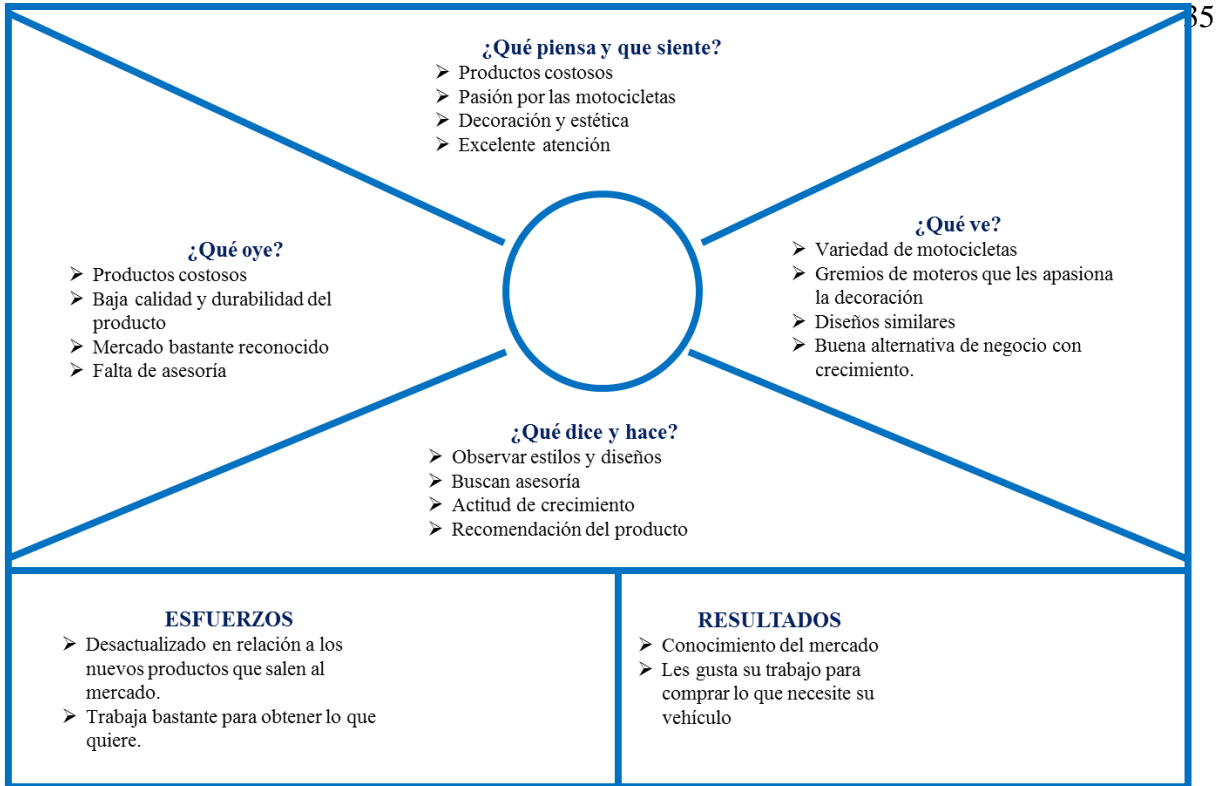 35
¿Qué piensa y que siente?
➢ Productos costosos
➢ Pasión por las motocicletas
➢ Decoración y estética
➢ Excelente atención
¿Qué oye?
➢ Productos costosos
➢ Baja calidad y durabilidad del
producto
➢ Mercado bastante reconocido
➢ Falta de asesoría
¿Qué ve?
➢ Variedad de motocicletas
➢ Gremios de moteros que les apasiona
la decoración
➢ Diseños similares
➢ Buena alternativa de negocio con
crecimiento.
¿Qué dice y hace?
➢ Observar estilos y diseños
➢ Buscan asesoría
➢ Actitud de crecimiento
➢ Recomendación del producto
ESFUERZOS
➢ Desactualizado en relación a los
nuevos productos que salen al
mercado.
➢ Trabaja bastante para obtener lo que
quiere.
RESULTADOS
➢ Conocimiento del mercado
➢ Les gusta su trabajo para
comprar lo que necesite su
vehículo